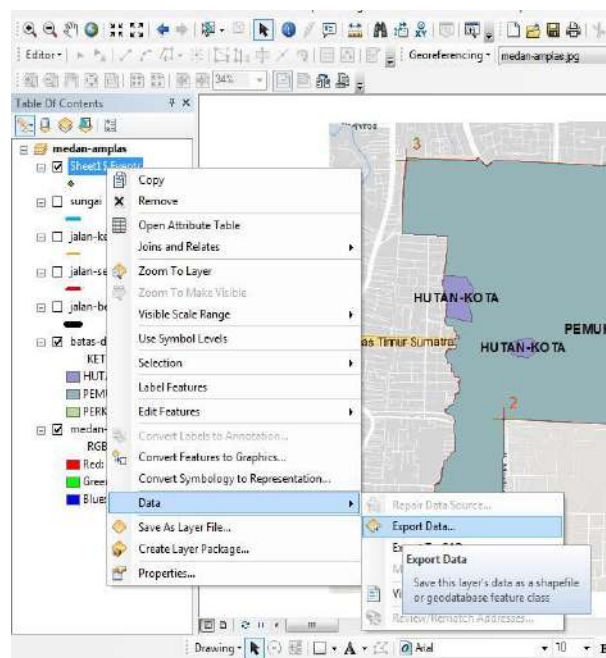 Editor
Georeferencing
medan-amplas.jpg
34%
Table Of Contents
medan-amplas
Sheet1$ Events
sungai
jalan-ke
jalan-se
jalan-be
batas-d
KET
HUT
PEM
PERK
medan-
RGB
Red:
Green
Blue:
Copy
Remove
Open Attribute Table
Joins and Relates
Zoom To Layer
Zoom To Make Visible
Visible Scale Range
Use Symbol Levels
Selection
Label Features
Edit Features
Convert Labels to Annotation...
Convert Features to Graphics...
Convert Symbology to Representation...
Data
Save As Layer File...
Create Layer Package...
Properties...
Repair Data Source...
Export Data...
Export Data
Save this layer's data as a shapefile
or geodatabase feature class
Review/Rematch Addresses...
3
HUTAN-KOTA
PEMU
as Timur Sumatra
HUTAN-KOTA
2
Drawing
A
Arial
10